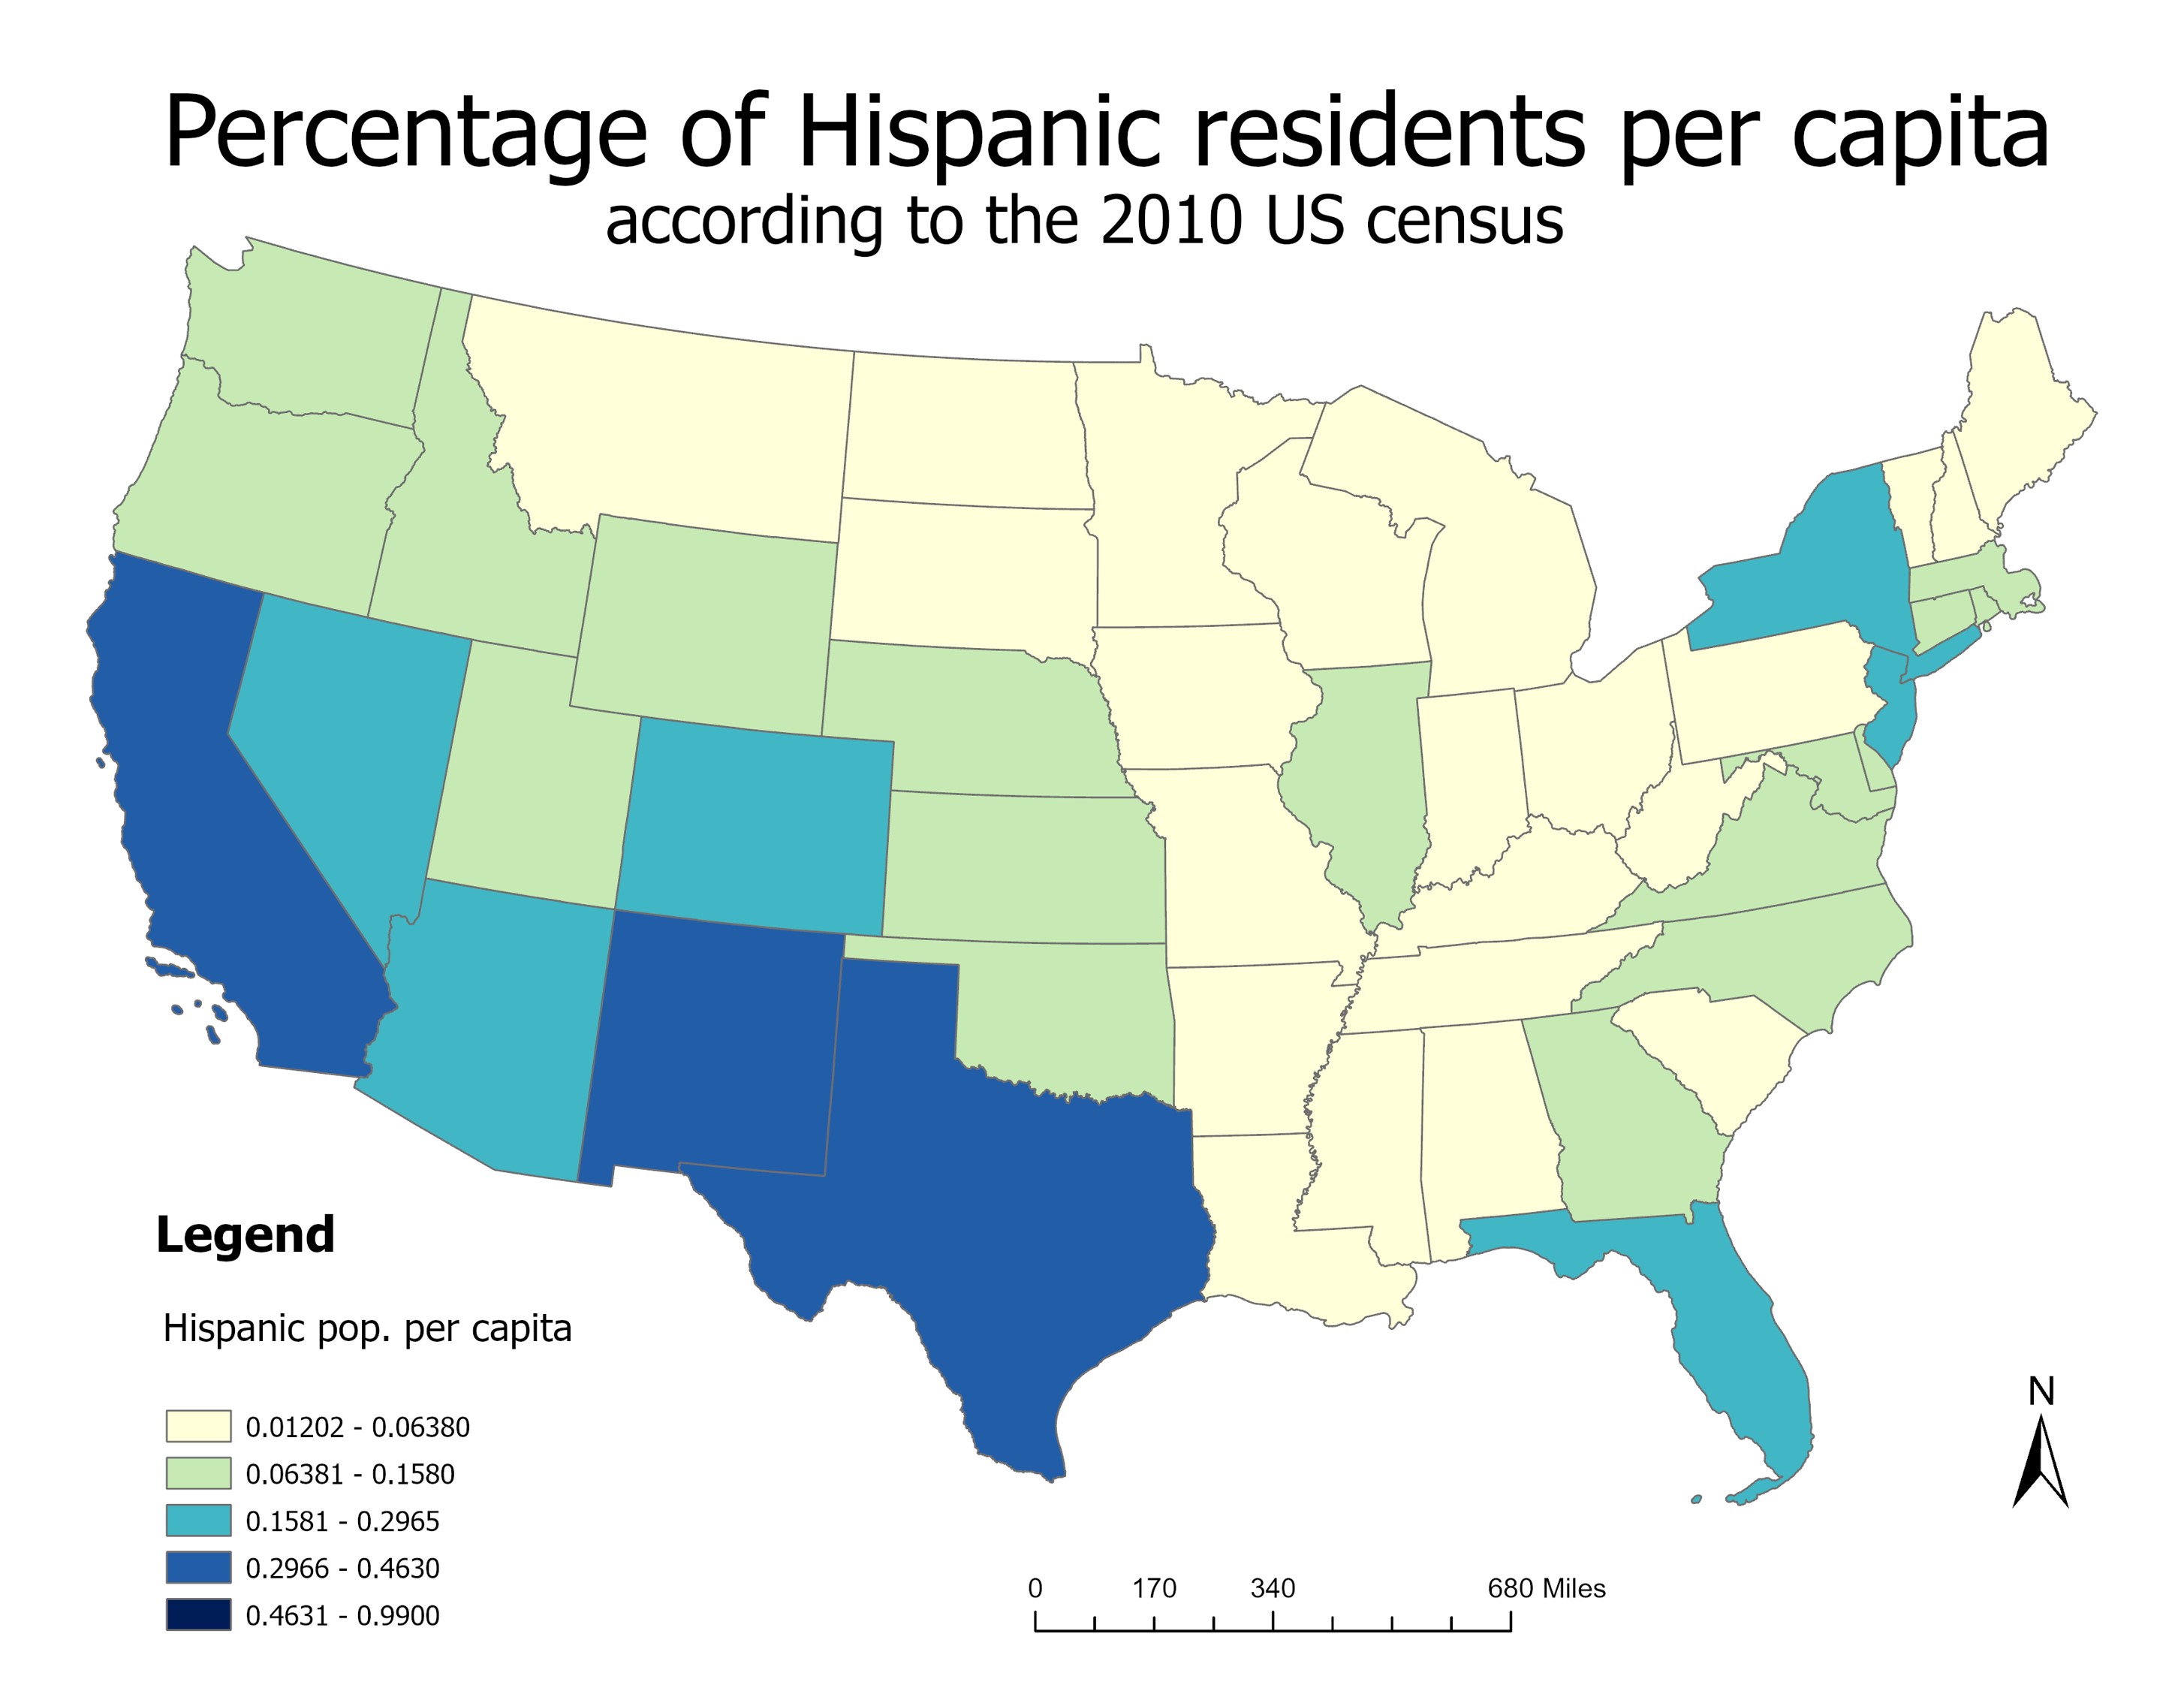 Percentage of Hispanic residents per capita
according to the 2010 US census
Legend
Hispanic pop. per capita
0.01202 - 0.06380
0.06381 - 0.1580
0.1581 - 0.2965
0.2966 - 0.4630
0.4631 - 0.9900
N
0 170 340 680 Miles